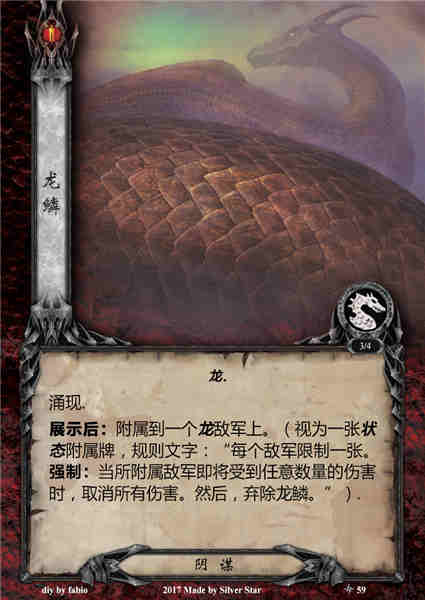 龙鳞
3/4
龙.
涌现.
展示后：附属到一个龙敌军上。（视为一张状
态附属牌，规则文字：“每个敌军限制一张。
强制：当所附属敌军即将受到任意数量的伤害
时，取消所有伤害。然后，弃除龙鳞。”）.
阴谋
diy by fabio 2017 Made by Silver Star 59